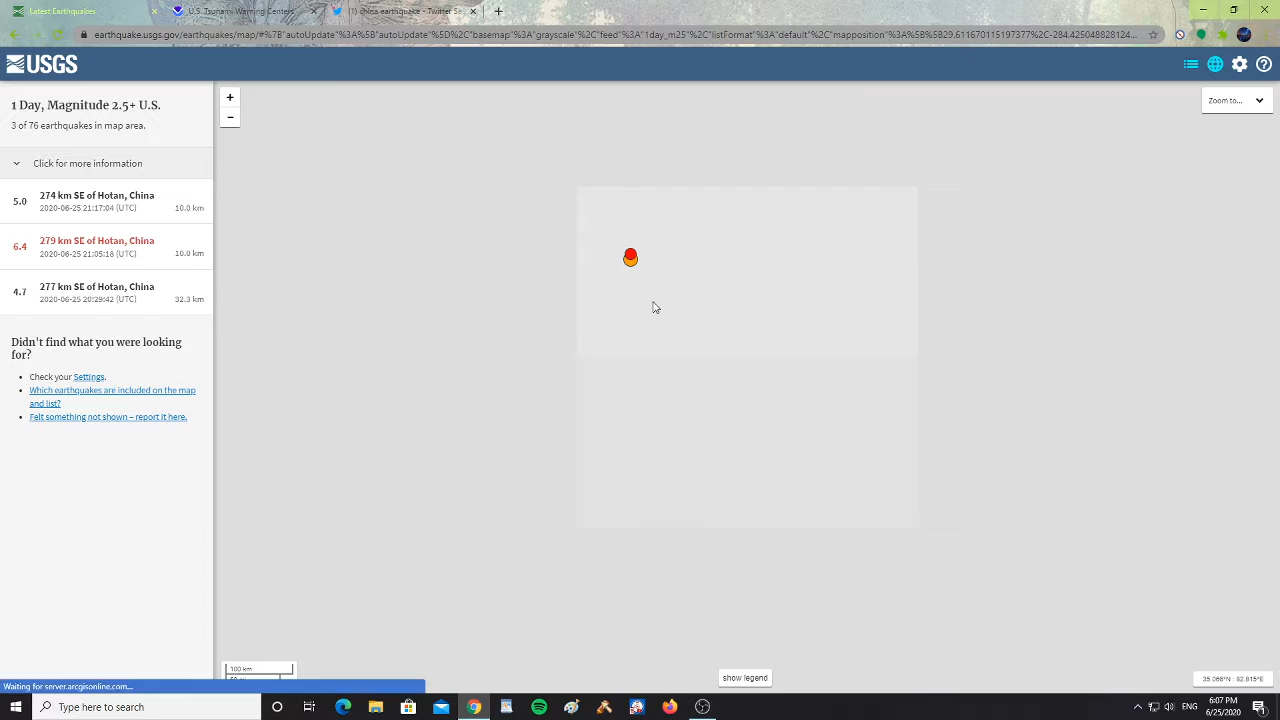 Latest Earthquakes
U.S. Tsunami Warning Centers
(1) china earthquake - Twitter Se
earthquake.usgs.gov/earthquakes/map/#%7B"autoUpdate"%3A%5B"autoUpdate"%5D%2C"basemap"%3A"grayscale"%2C"feed"%3A"1day_m25"%2C"listFormat"%3A"default"%2C"mapposition"%3A%5B%5B29.611670115197377%2C-284.425048828124...
USGS
1 Day, Magnitude 2.5+ U.S.
3 of 76 earthquakes in map area.
Click for more information
5.0
274 km SE of Hotan, China
2020-06-25 21:17:04 (UTC) 10.0 km
6.4
279 km SE of Hotan, China
2020-06-25 21:05:18 (UTC) 10.0 km
4.7
277 km SE of Hotan, China
2020-06-25 20:29:42 (UTC) 32.3 km
Didn't find what you were looking
for?
Check your Settings.
Which earthquakes are included on the map
and list?
Felt something not shown – report it here.
+
-
Zoom to...
100 km
show legend
35.066°N : 82.815°E
Waiting for server.arcgisonline.com...
Type here to search
ENG
6:07 PM
6/25/2020